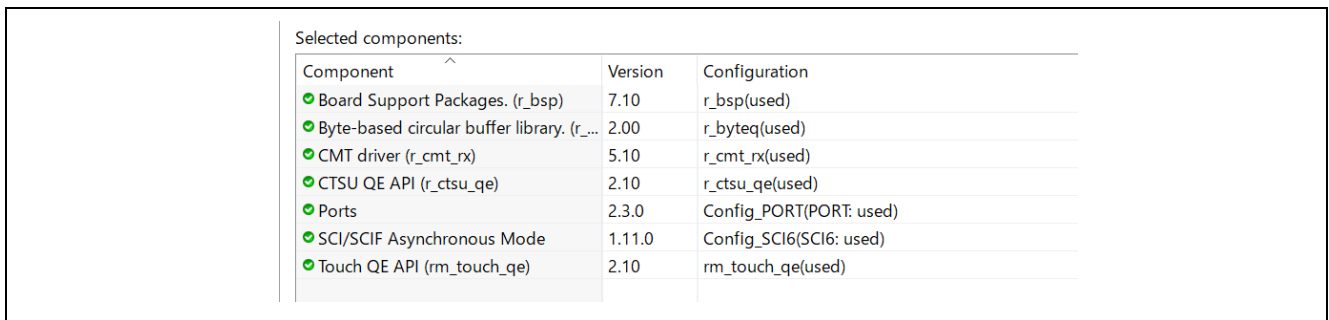 Selected components:
Component Version Configuration
Board Support Packages. (r_bsp) 7.10 r_bsp(used)
Byte-based circular buffer library. (r_... 2.00 r_byteq(used)
CMT driver (r_cmt_rx) 5.10 r_cmt_rx(used)
CTSU QE API (r_ctsu_qe) 2.10 r_ctsu_qe(used)
Ports 2.3.0 Config_PORT(PORT: used)
SCI/SCIF Asynchronous Mode 1.11.0 Config_SCI6(SCI6: used)
Touch QE API (rm_touch_qe) 2.10 rm_touch_qe(used)